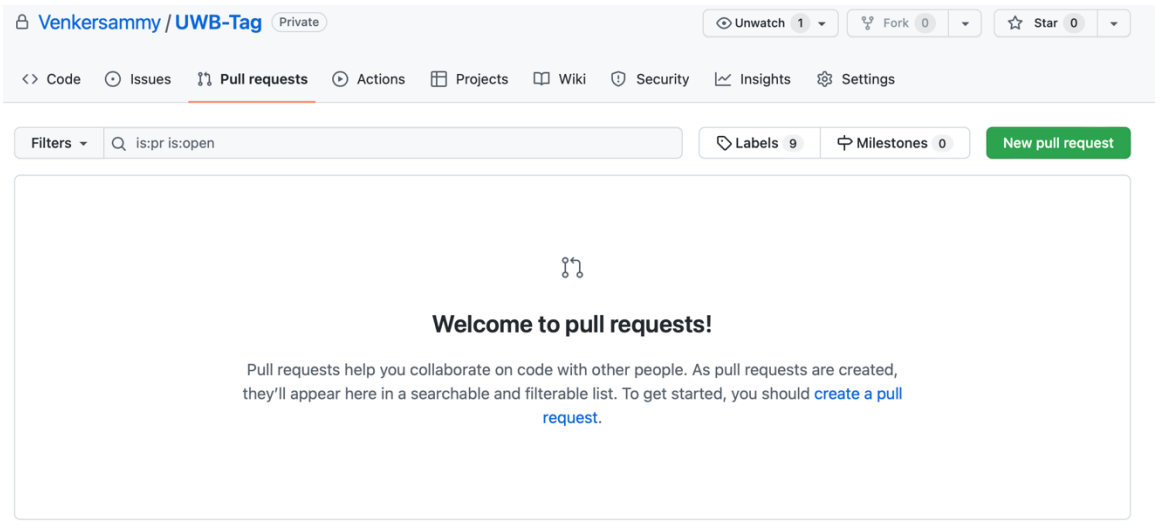 Venkersammy / UWB-Tag Private Unwatch 1 Fork 0 Star 0
Code Issues Pull requests Actions Projects Wiki Security Insights Settings
Filters is:pr is:open Labels 9 Milestones 0 New pull request
Welcome to pull requests!
Pull requests help you collaborate on code with other people. As pull requests are created,
they’ll appear here in a searchable and filterable list. To get started, you should create a pull
request.